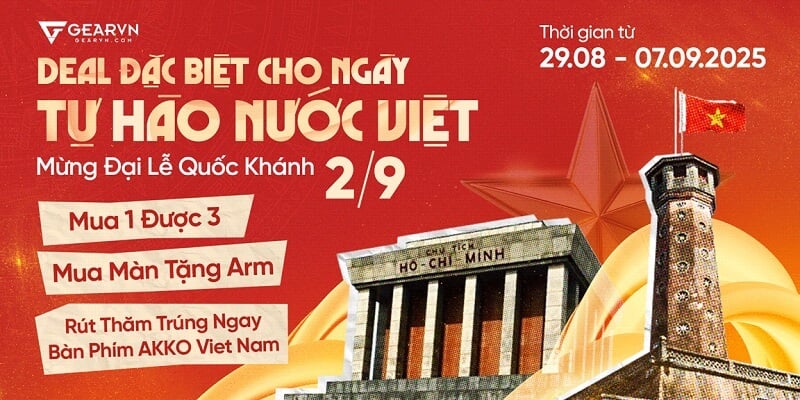 GEARVN
GEARVN.COM
Thời gian từ
29.08 - 07.09.2025
DEAL ĐẶC BIỆT CHO NGÀY
TỰ HÀO NƯỚC VIỆT
Mừng Đại Lễ Quốc Khánh 2/9
Mua 1 Được 3
Mua Màn Tặng Arm
Rút Thăm Trúng Ngay
Bàn Phím AKKO Viet Nam
CHỦ TỊCH
HỒ-CHÍ-MINH